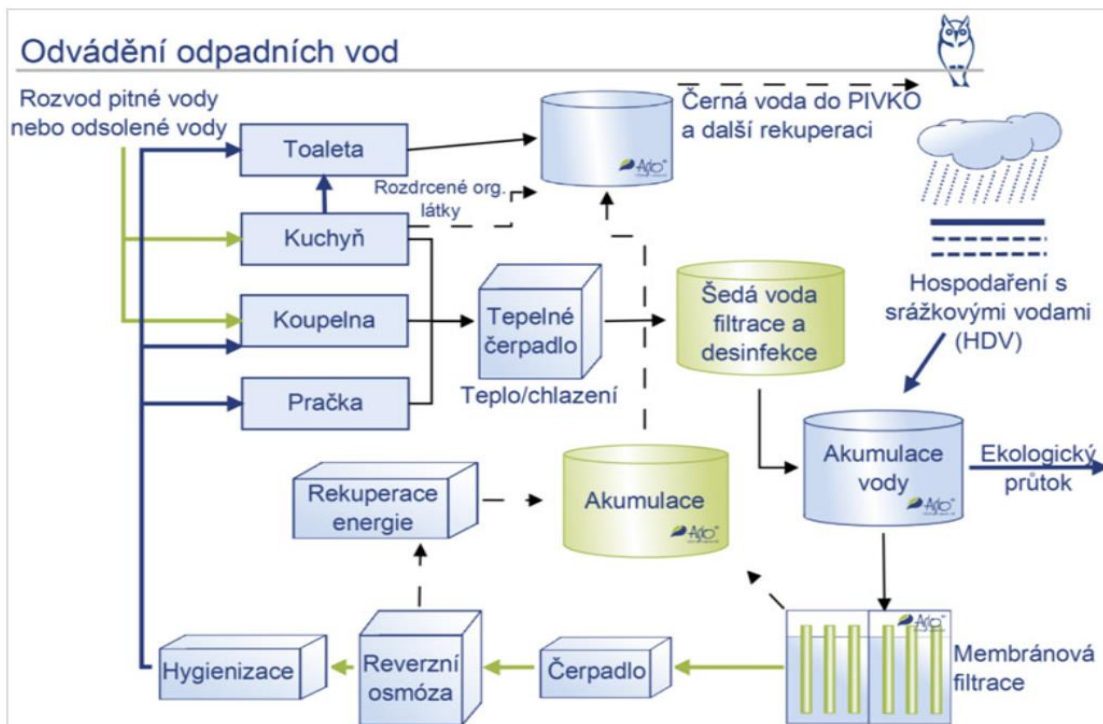 Odvádění odpadních vod
Rozvod pitné vody
nebo odsolené vody
Toaleta
Černá voda do PIVKO
a další rekuperaci
Rozdrcené org.
látky
Kuchyň
Koupelna
Tepelné
čerpadlo
Šedá voda
filtrace a
desinfekce
Hospodaření s
srážkovými vodami
(HDV)
Pračka
Teplo/chlazení
Rekuperace
energie
Akumulace
Akumulace
vody
Ekologický
průtok
Hygienizace
Reverzní
osmóza
Čerpadlo
Membránová
filtrace